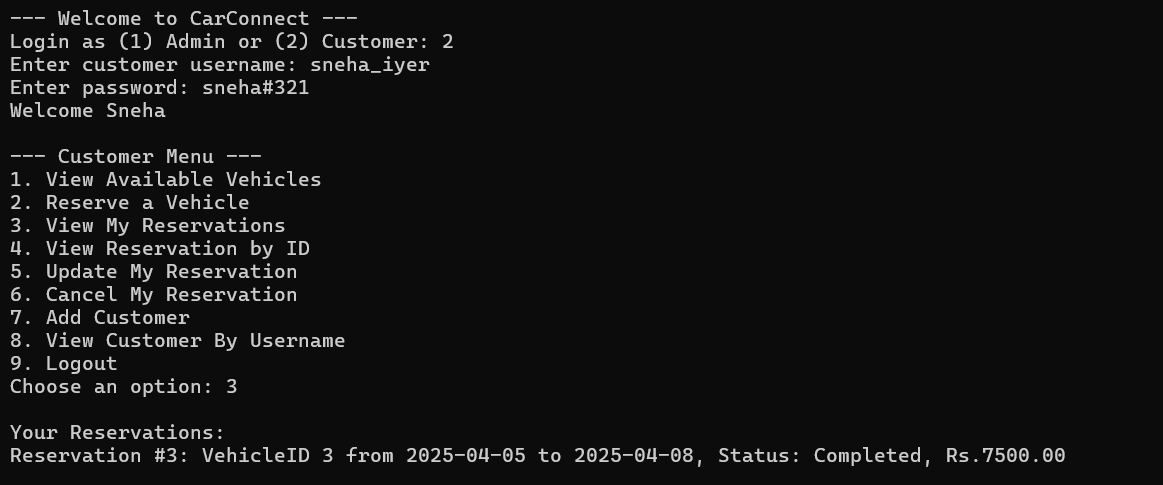 --- Welcome to CarConnect ---
Login as (1) Admin or (2) Customer: 2
Enter customer username: sneha_iyer
Enter password: sneha#321
Welcome Sneha
--- Customer Menu ---
1. View Available Vehicles
2. Reserve a Vehicle
3. View My Reservations
4. View Reservation by ID
5. Update My Reservation
6. Cancel My Reservation
7. Add Customer
8. View Customer By Username
9. Logout
Choose an option: 3
Your Reservations:
Reservation #3: VehicleID 3 from 2025-04-05 to 2025-04-08, Status: Completed, Rs.7500.00